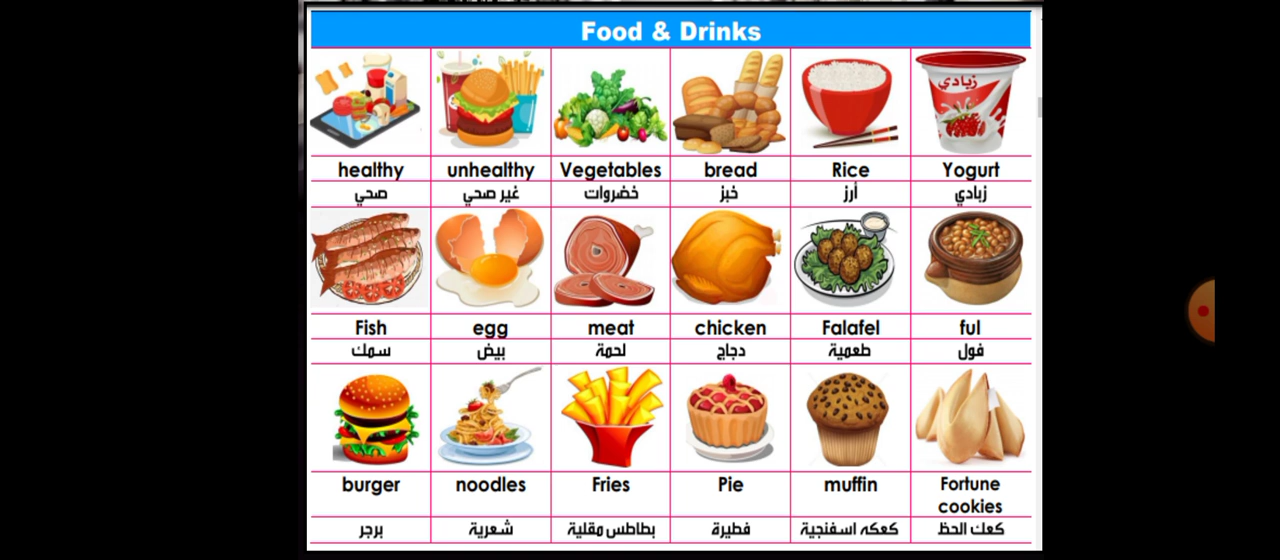 Food & Drinks
زبادي
healthy unhealthy Vegetables bread Rice Yogurt
صحي غير صحي خضروات خبز أرز زبادي
Fish egg meat chicken Falafel ful
سمك بيض لحمة دجاج طعمية فول
burger noodles Fries Pie muffin Fortune cookies
برجر شعرية بطاطس مقلية فطيرة كعكه اسفنجية كعك الحظ